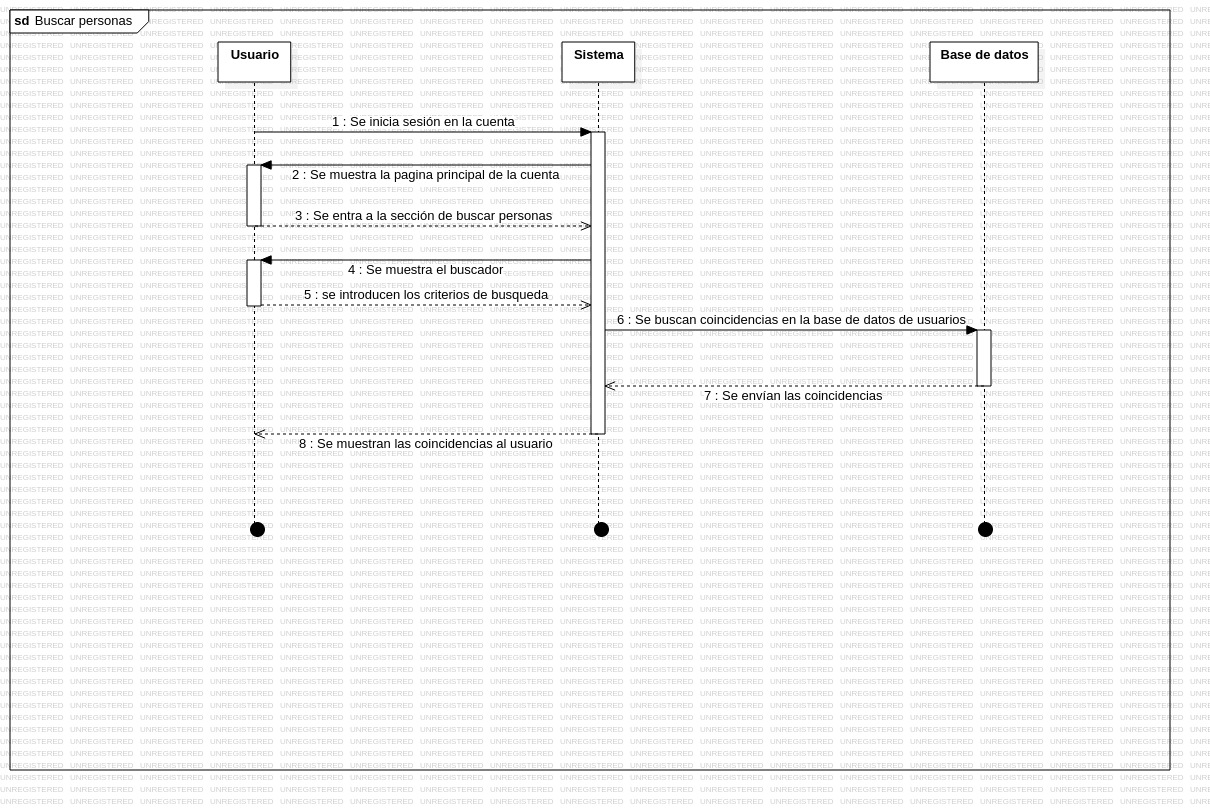 sd Buscar personas
Usuario
Sistema
Base de datos
1 : Se inicia sesión en la cuenta
2 : Se muestra la pagina principal de la cuenta
3 : Se entra a la sección de buscar personas
4 : Se muestra el buscador
5 : se introducen los criterios de busqueda
6 : Se buscan coincidencias en la base de datos de usuarios
7 : Se envían las coincidencias
8 : Se muestran las coincidencias al usuario
UNREGISTERED